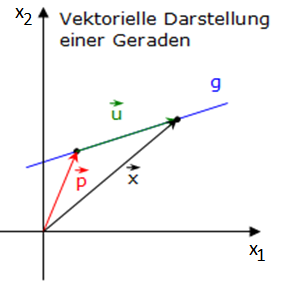 x2
Vektorielle Darstellung
einer Geraden
g
u
p
x
x1